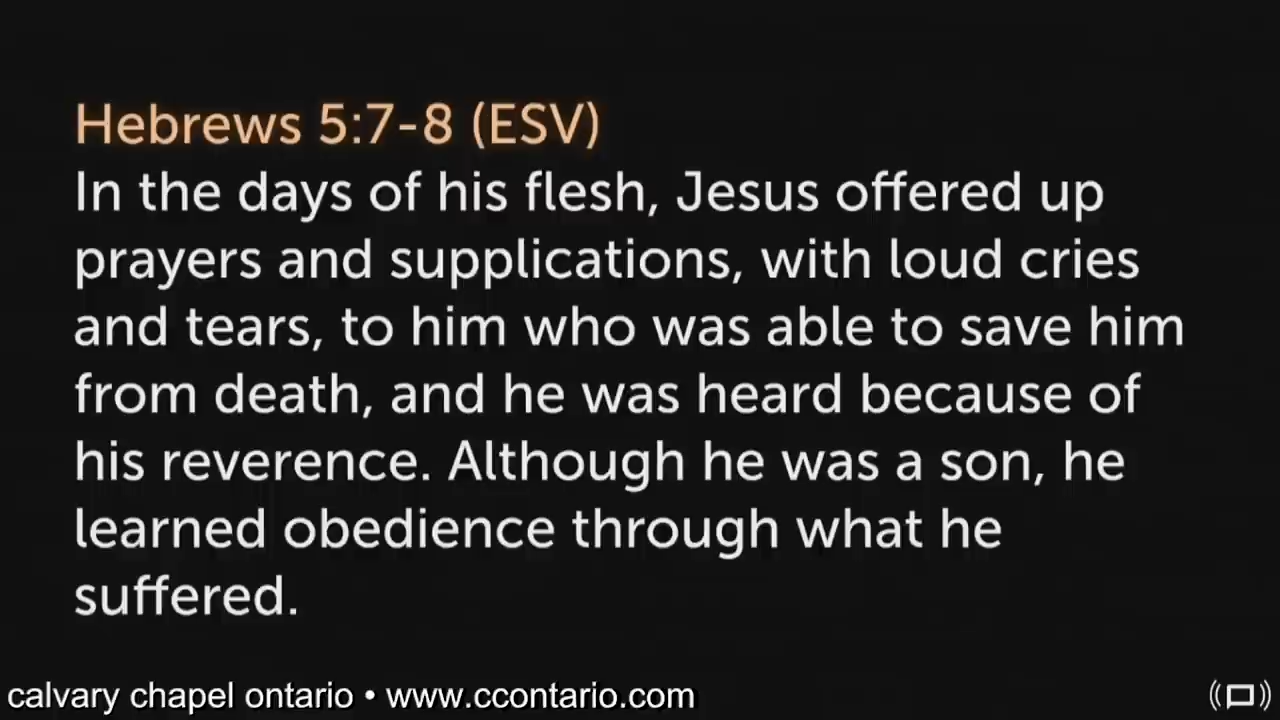 Hebrews 5:7-8 (ESV)
In the days of his flesh, Jesus offered up
prayers and supplications, with loud cries
and tears, to him who was able to save him
from death, and he was heard because of
his reverence. Although he was a son, he
learned obedience through what he
suffered.
calvary chapel ontario • www.ccontario.com